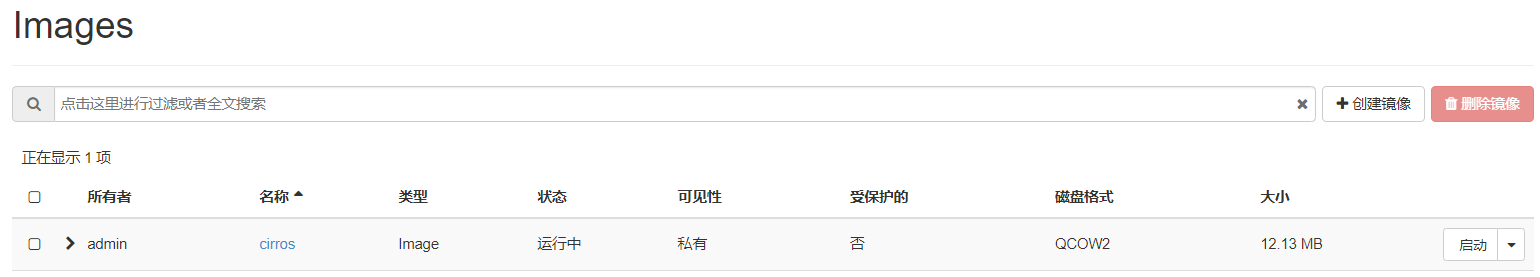 Images
点击这里进行过滤或者全文搜索 创建镜像 删除镜像
正在显示 1 项
所有者 名称 类型 状态 可见性 受保护的 磁盘格式 大小
admin cirros Image 运行中 私有 否 QCOW2 12.13 MB 启动